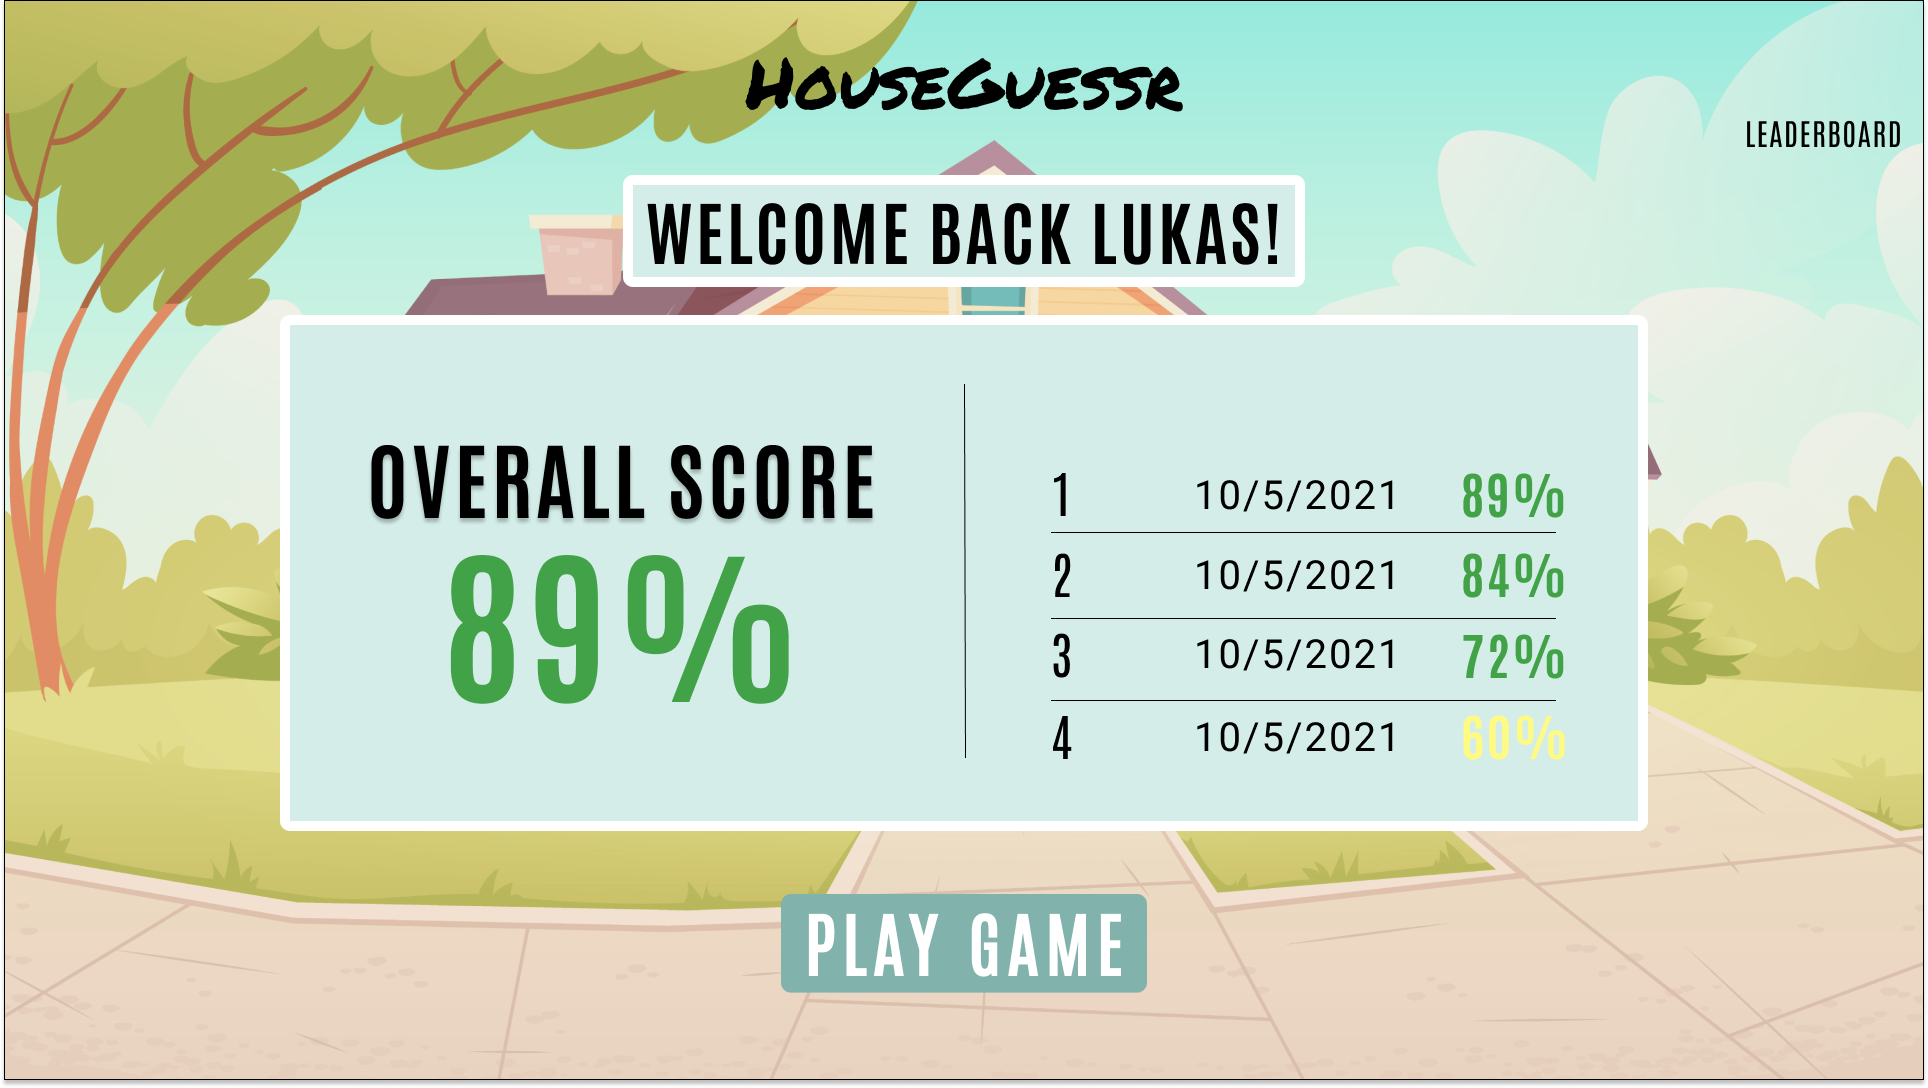 HouseGuessr
LEADERBOARD
WELCOME BACK LUKAS!
OVERALL SCORE
89%
1 10/5/2021 89%
2 10/5/2021 84%
3 10/5/2021 72%
4 10/5/2021 60%
PLAY GAME